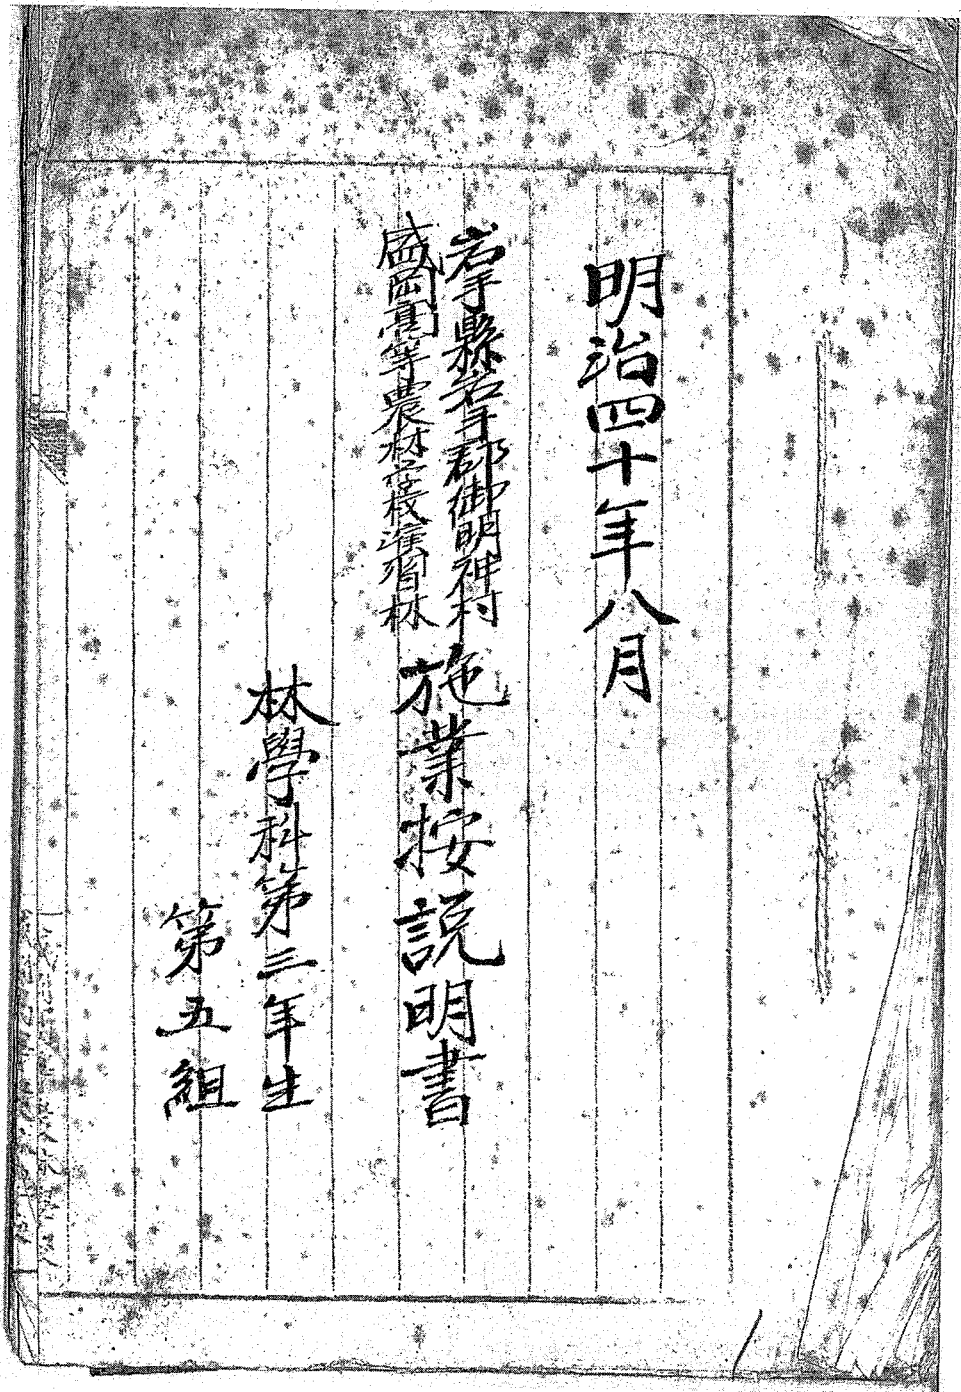 明治四十年八月
岩手縣岩手郡御明神村
盛岡高等農林学校演習林
施業按説明書
林學科第三年生
第五組